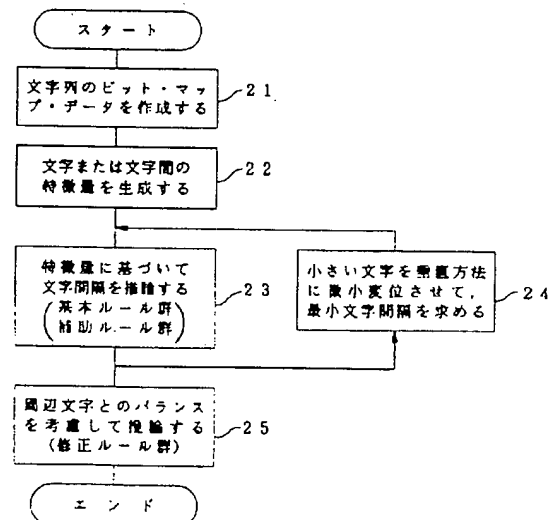 スタート
文字列のビット・マッ
プ・データを作成する
21
文字または文字間の
特徴量を生成する
22
特徴量に基づいて
文字間隔を推論する
(基本ルール群
補助ルール群)
23
小さい文字を垂直方法
に微小変位させて,
最小文字間隔を求める
24
周辺文字とのバランス
を考慮して推論する
(修正ルール群)
25
エンド